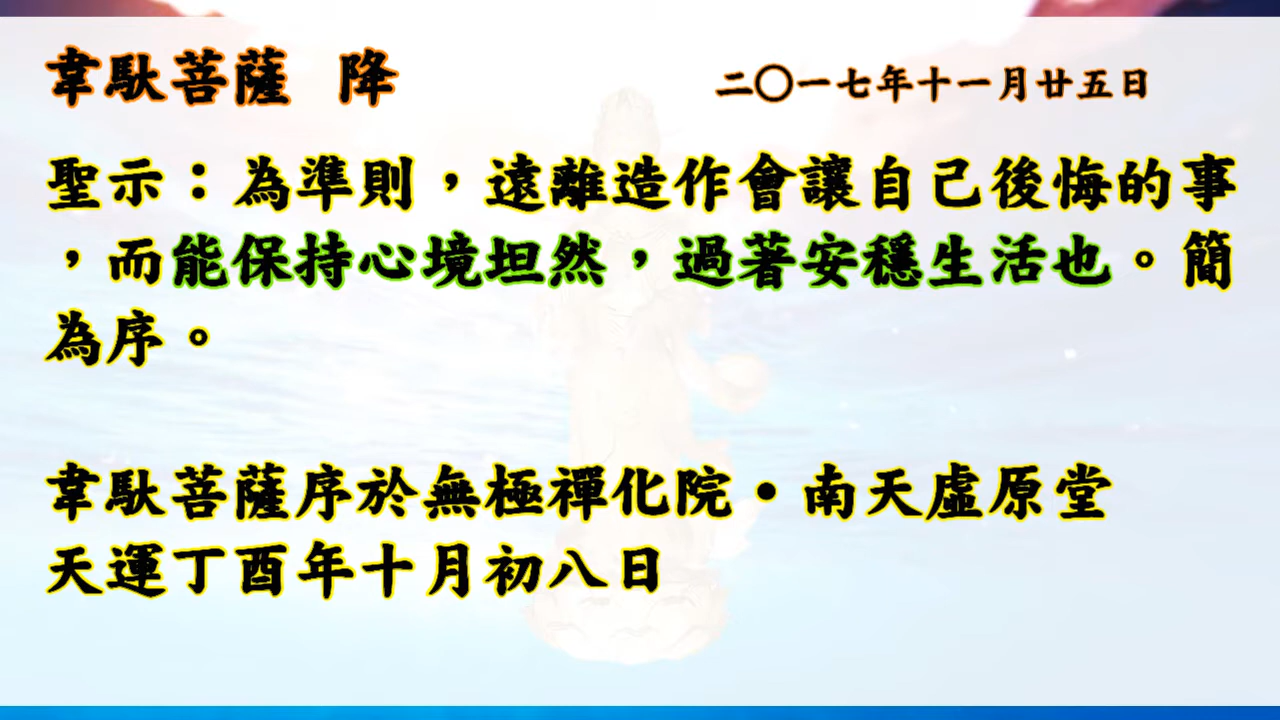 韋馱菩薩 降 二〇一七年十一月廿五日
聖示：為準則，遠離造作會讓自己後悔的事
，而能保持心境坦然，過著安穩生活也。簡
為序。
韋馱菩薩序於無極禪化院•南天虛原堂
天運丁酉年十月初八日